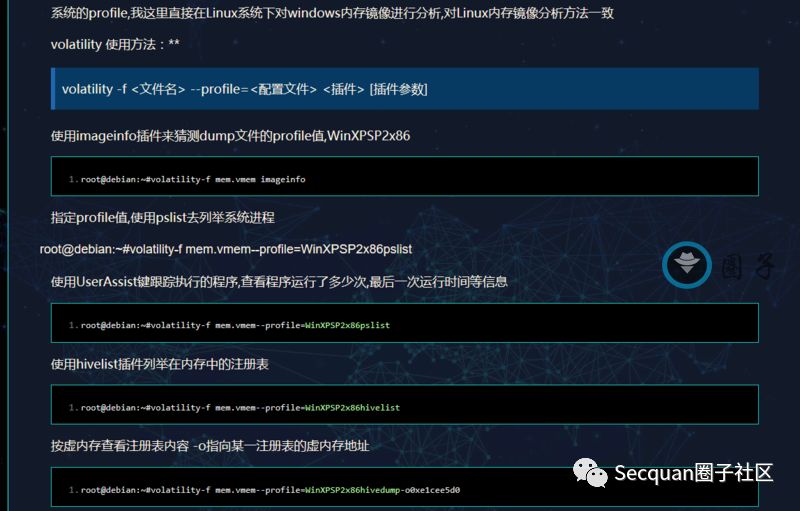 系统的profile,我这里直接在Linux系统下对windows内存镜像进行分析,对Linux内存镜像分析方法一致
volatility 使用方法：**
volatility -f <文件名> --profile=<配置文件> <插件> [插件参数]
使用imageinfo插件来猜测dump文件的profile值,WinXPSP2x86
1. root@debian:~#volatility-f mem.vmem imageinfo
指定profile值,使用pslist去列举系统进程
root@debian:~#volatility-f mem.vmem--profile=WinXPSP2x86pslist
圈子
使用UserAssist键跟踪执行的程序,查看程序运行了多少次,最后一次运行时间等信息
1. root@debian:~#volatility-f mem.vmem--profile=WinXPSP2x86pslist
使用hivelist插件列举在内存中的注册表
1. root@debian:~#volatility-f mem.vmem--profile=WinXPSP2x86hivelist
按虚内存查看注册表内容 -o指向某一注册表的虚内存地址
Secquan圈子社区
1. root@debian:~#volatility-f mem.vmem--profile=WinXPSP2x86hivedump-o0xe1cee5d0